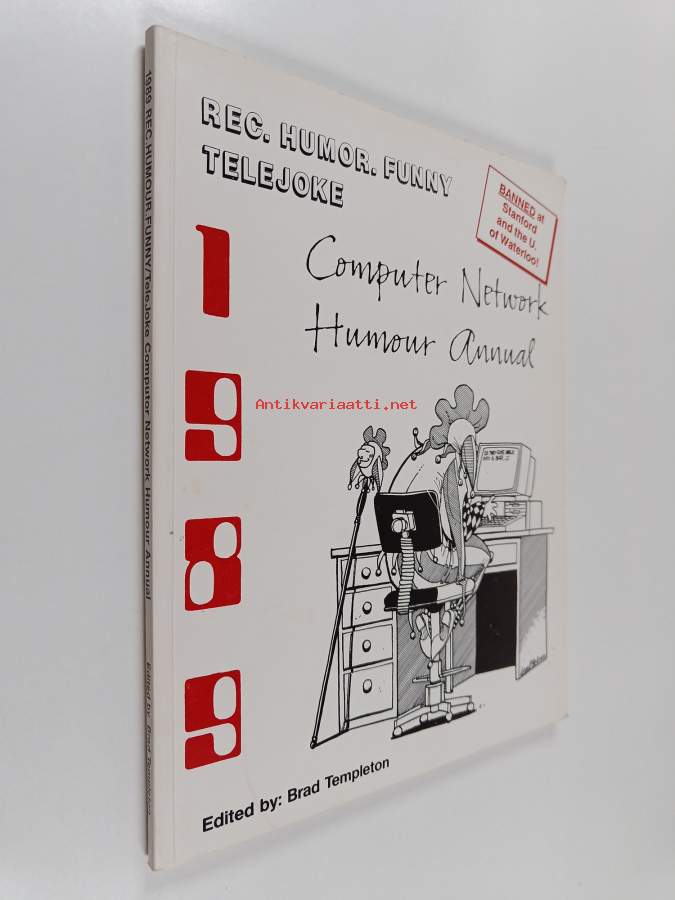 REC. HUMOR. FUNNY
TELEJOKE
BANNED at
Stanford
and the U.
of Waterloo!
1
9
8
9
Computer Network
Humour Annual
Antikvariaatti.net
Edited by: Brad Templeton
1989 REC.HUMOUR.FUNNY/TeleJoke Computer Network Humour Annual
Edited by: Brad Templeton